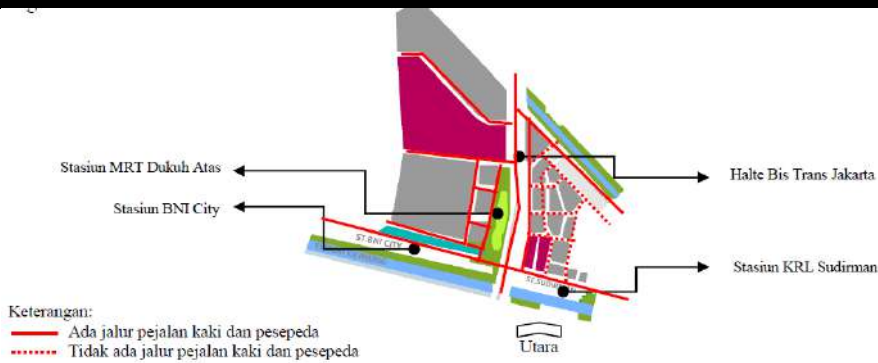 Stasiun MRT Dukuh Atas
Halte Bis Trans Jakarta
Stasiun BNI City
ST.BNI CITY
Stasiun KRL Sudirman
Keterangan:
Ada jalur pejalan kaki dan pesepeda
Tidak ada jalur pejalan kaki dan pesepeda
Utara